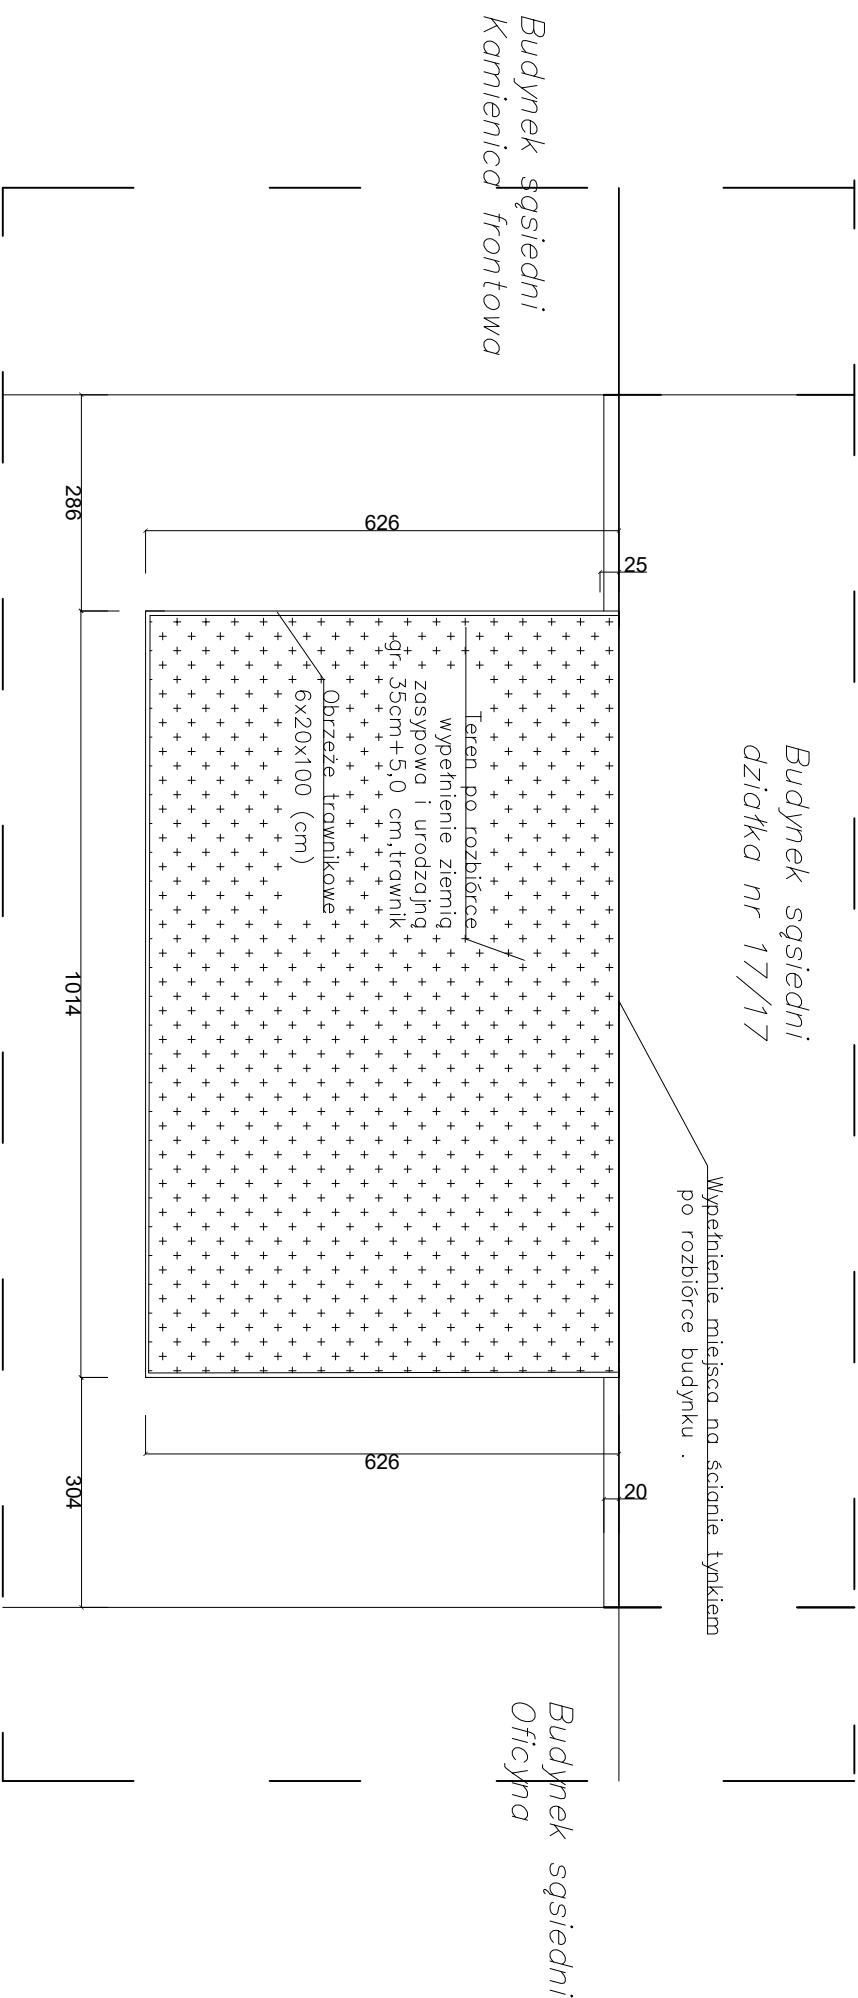 Budynek sąsiedni
Kamienica frontowa
Budynek sąsiedni
działka nr 17/17
Wypełnienie miejsca na ścianie tynkiem
po rozbiórce budynku .
Budynek sąsiedni
Oficyna
25
626
20
626
Teren po rozbiórce
wypełnienie ziemią
zasypowa i urodzajną
gr. 35cm+5,0 cm,trawnik
Obrzeże trawnikowe
6x20x100 (cm)
286
1014
304